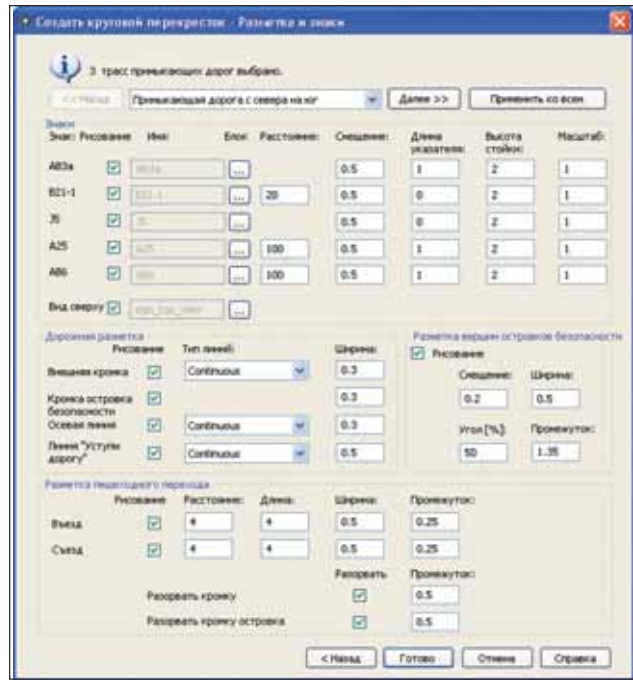 Создать круговой перекресток - Разметка и знаки
3 трасс примыкающих дорог выбрано.
<< Назад Примыкающая дорога с севера на юг Далее >> Применить ко всем
Знаки
Знак: Рисование Имя: Блок: Расстояние: Смещение: Длина указателя: Высота стойки: Масштаб:
AB3a ... 0.5 1 2 1
B21-1 ... 20 0.5 0 2 1
J5 ... 0.5 0 2 1
A25 ... 100 0.5 1 2 1
AB6 ... 100 0.5 1 2 1
Вид сверху ...
Дорожная разметка
Рисование Тип линий: Ширина:
Внешняя кромка Continuous 0.3
Кромка островка безопасности 0.3
Осевая линия Continuous 0.3
Линия "Уступи дорогу" Continuous 0.5
Разметка вершин островков безопасности
Рисование
Смещение: Ширина:
0.2 0.5
Угол [%]: Промежуток:
50 1.35
Разметка пешеходного перехода
Рисование Расстояние: Длина: Ширина: Промежуток:
Въезд 4 4 0.5 0.25
Съезд 4 4 0.5 0.25
Разорвать Промежуток:
Разорвать кромку 0.5
Разорвать кромку островка 0.5
< Назад Готово Отмена Справка